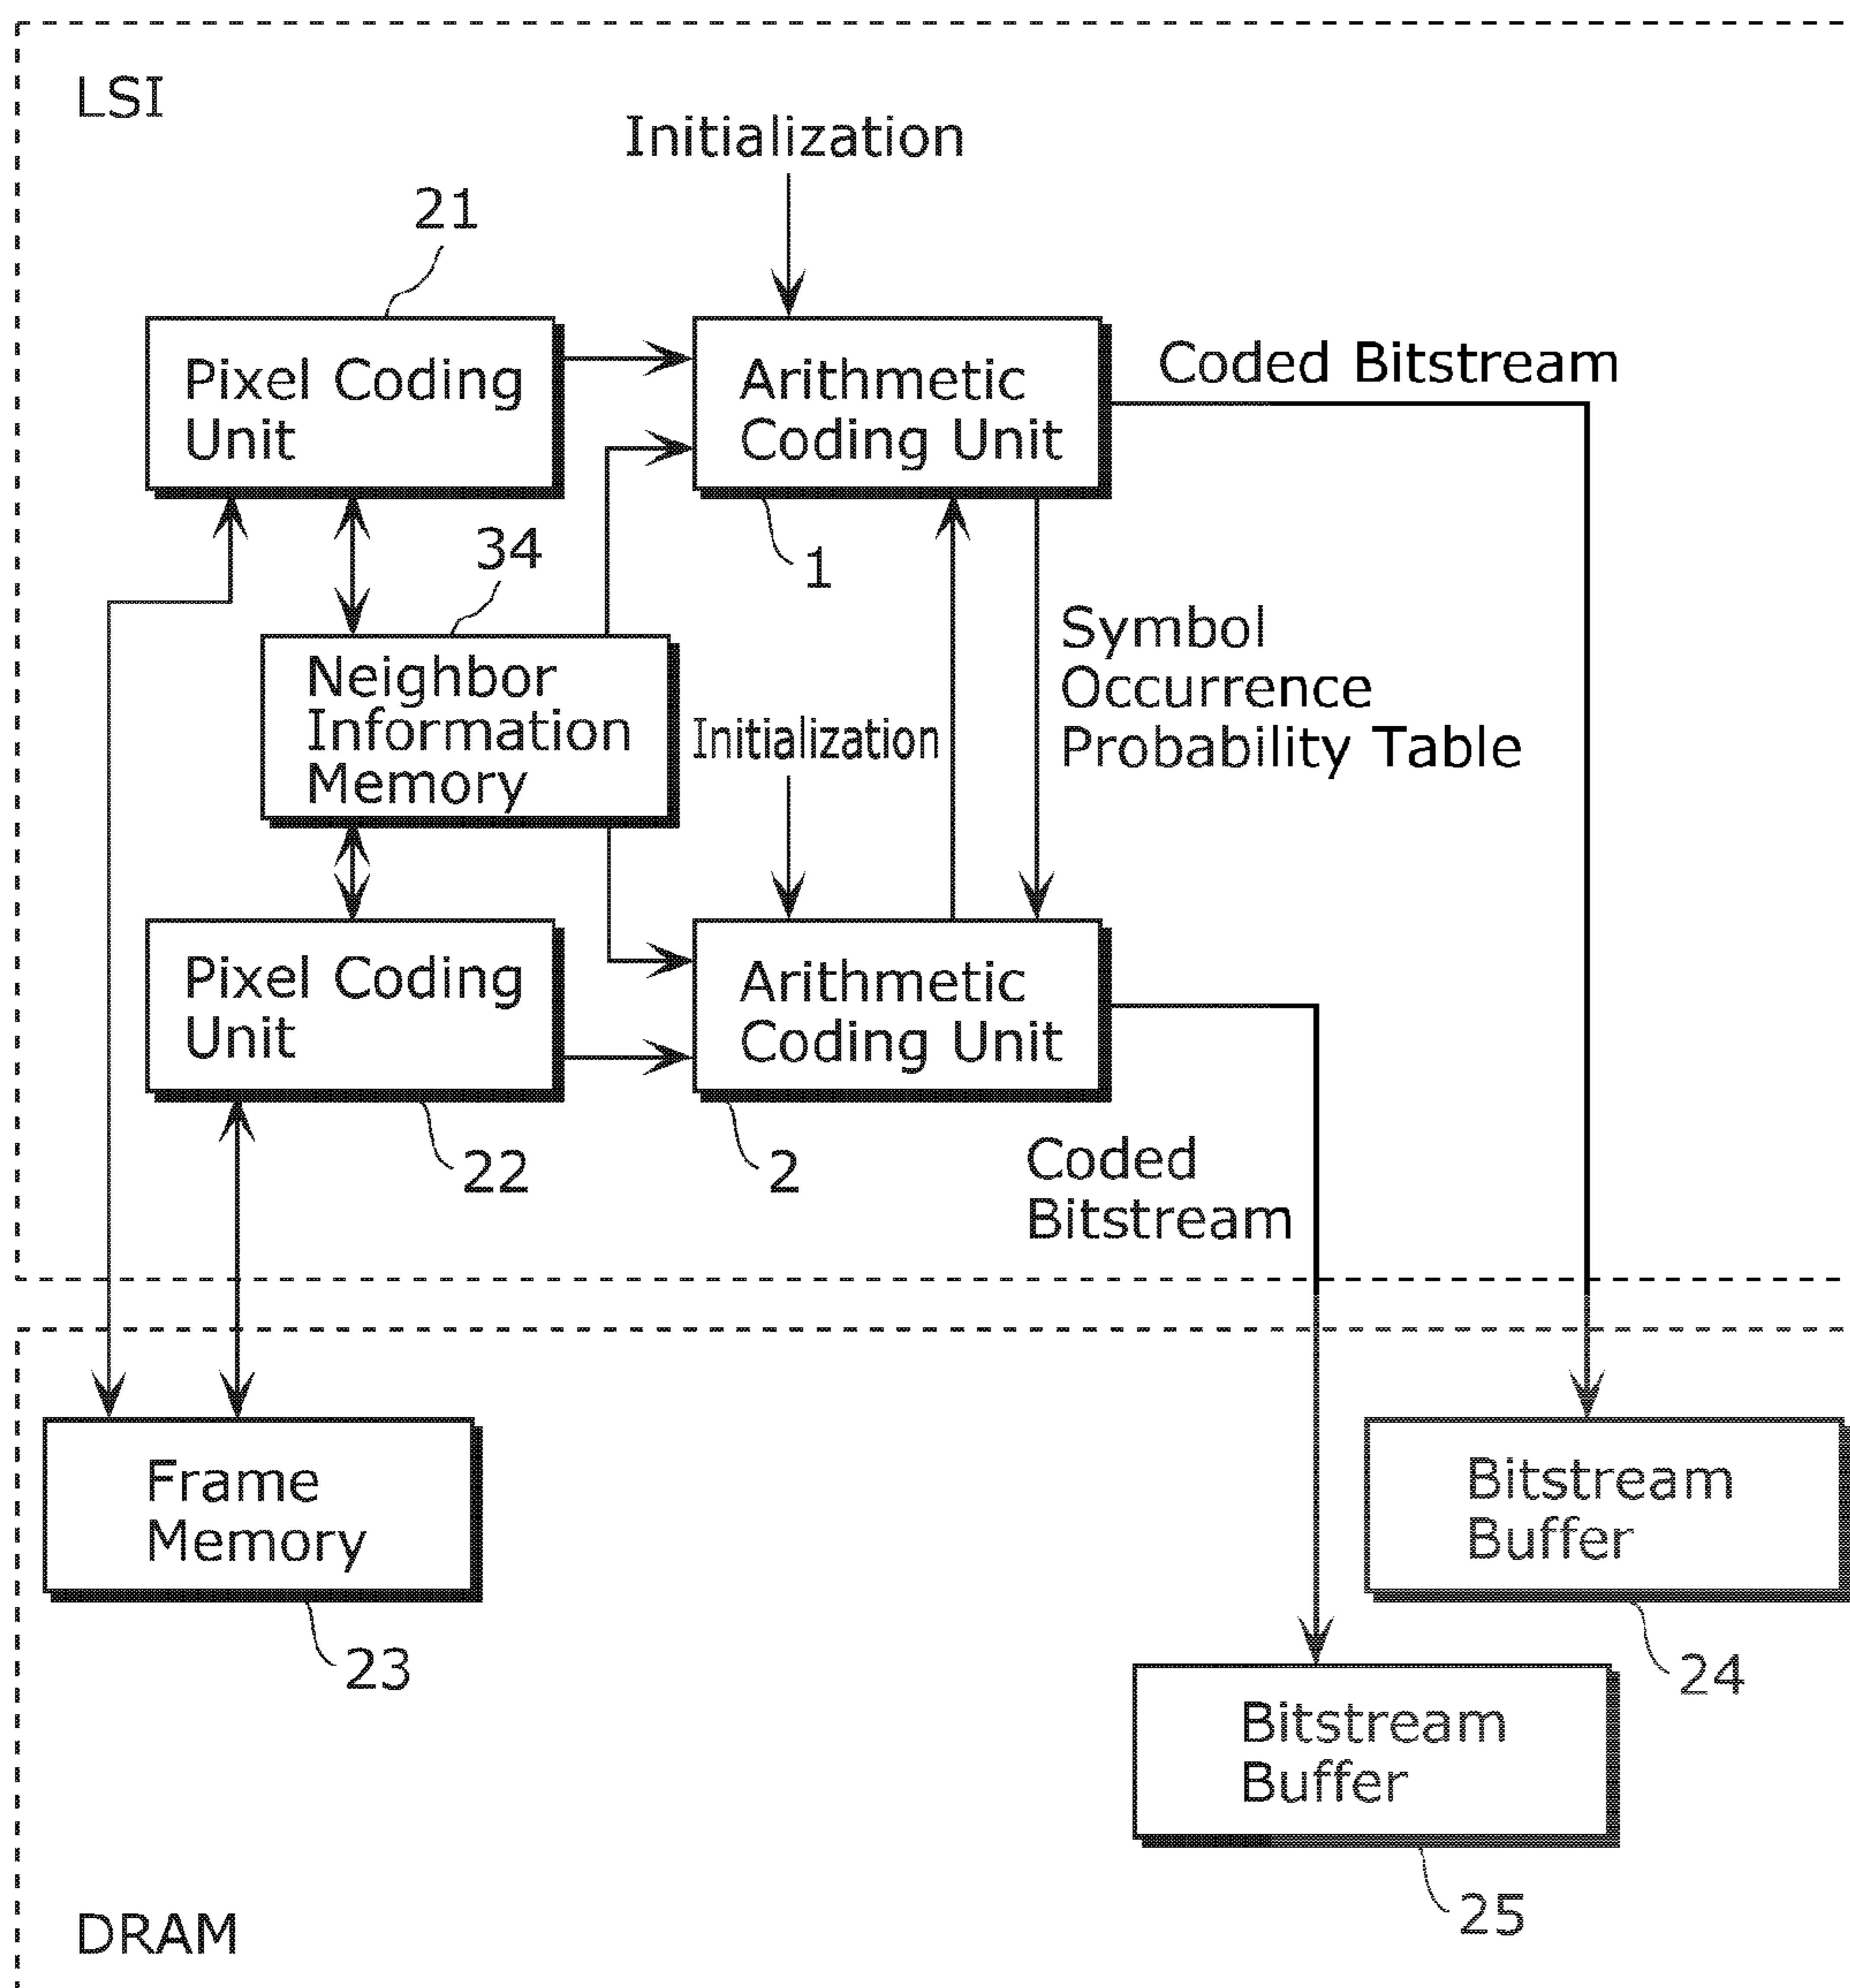 LSI
Initialization
21
Pixel Coding
Unit
Arithmetic
Coding Unit
Coded Bitstream
1
34
Neighbor
Information
Memory
Initialization
Symbol
Occurrence
Probability Table
Pixel Coding
Unit
Arithmetic
Coding Unit
22
2
Coded
Bitstream
Frame
Memory
23
Bitstream
Buffer
24
Bitstream
Buffer
25
DRAM